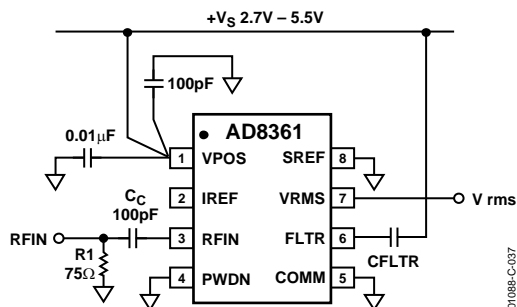 +VS 2.7V – 5.5V
100pF
0.01µF
AD8361
1 VPOS SREF 8
2 IREF VRMS 7
V rms
CC
100pF
RFIN
3 RFIN FLTR 6
R1
75Ω
CFLTR
4 PWDN COMM 5
01088-C-037